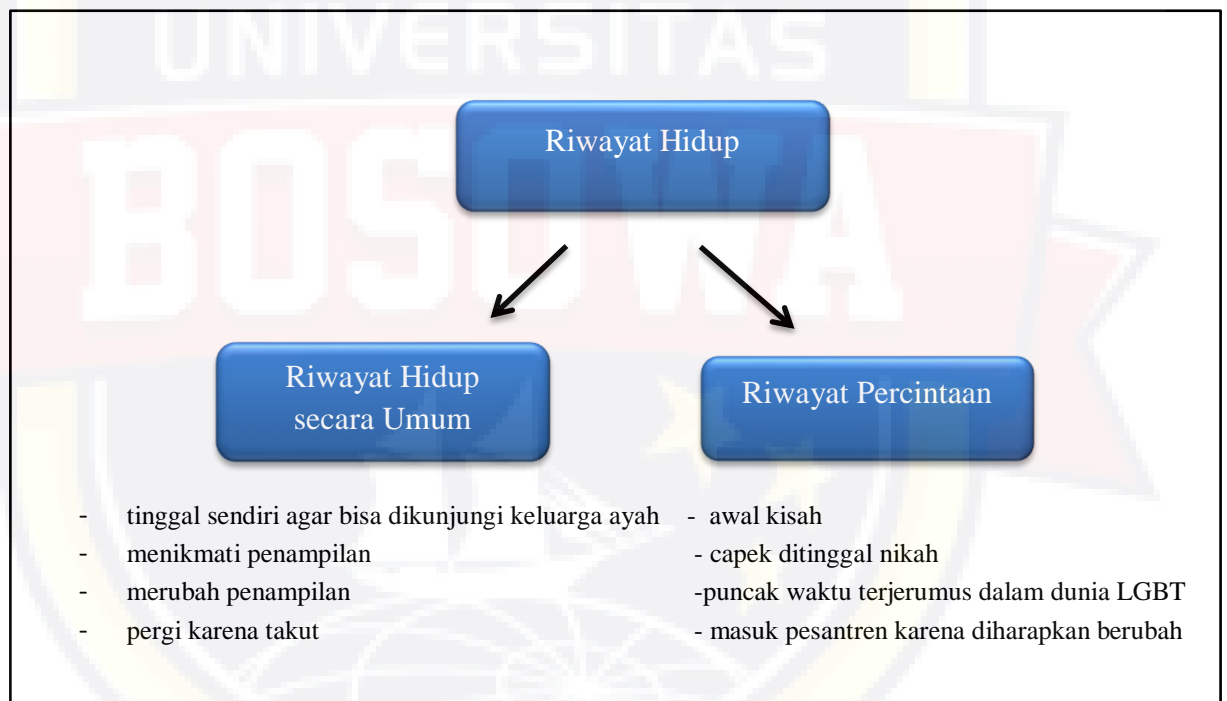 UNIVERSITAS
BOSOWA
Riwayat Hidup
Riwayat Hidup
secara Umum
Riwayat Percintaan
- tinggal sendiri agar bisa dikunjungi keluarga ayah
- menikmati penampilan
- merubah penampilan
- pergi karena takut
- awal kisah
- capek ditinggal nikah
-puncak waktu terjerumus dalam dunia LGBT
- masuk pesantren karena diharapkan berubah